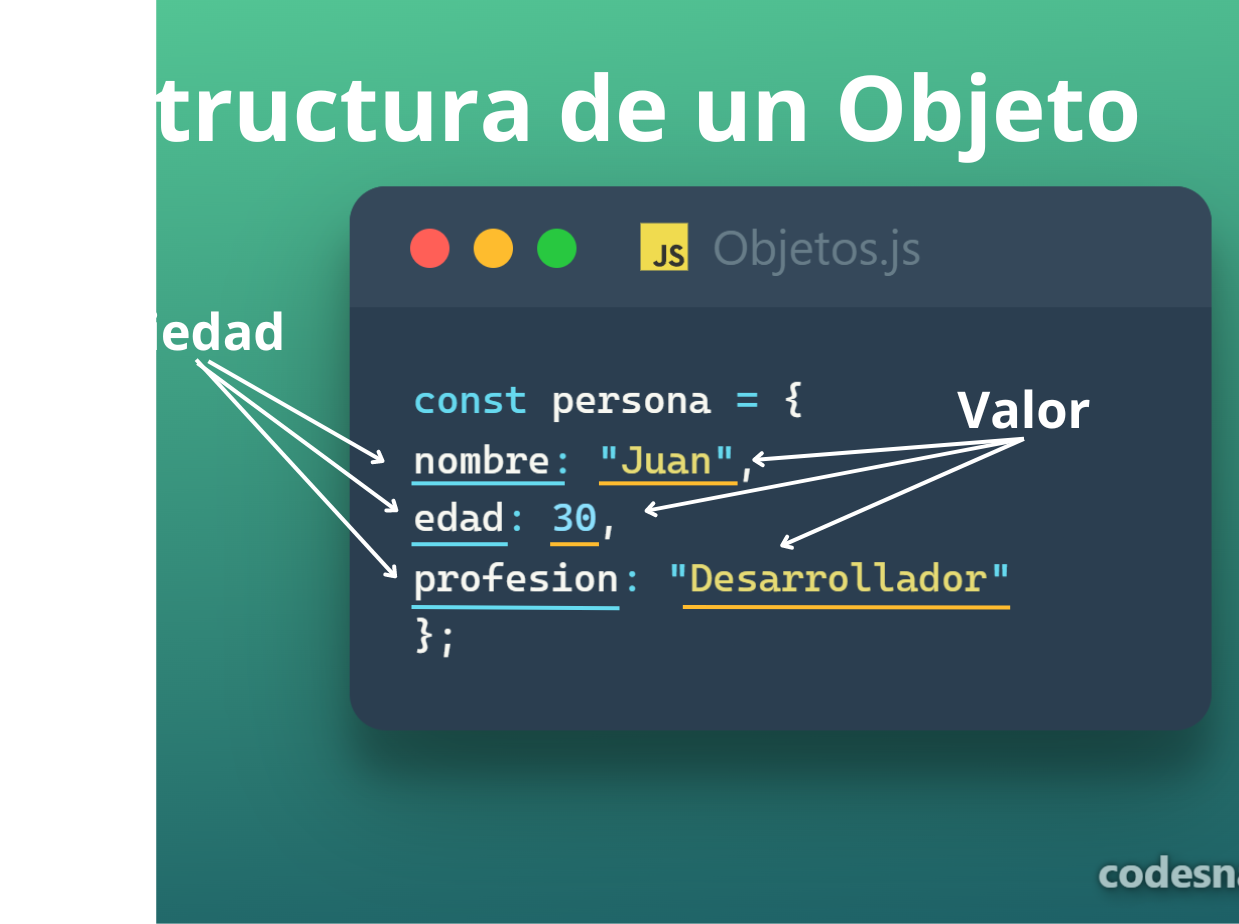 tructura de un Objeto
JS Objetos.js
iedad
const persona = {
Valor
nombre: "Juan",
edad: 30,
profesion: "Desarrollador"
};
codesn